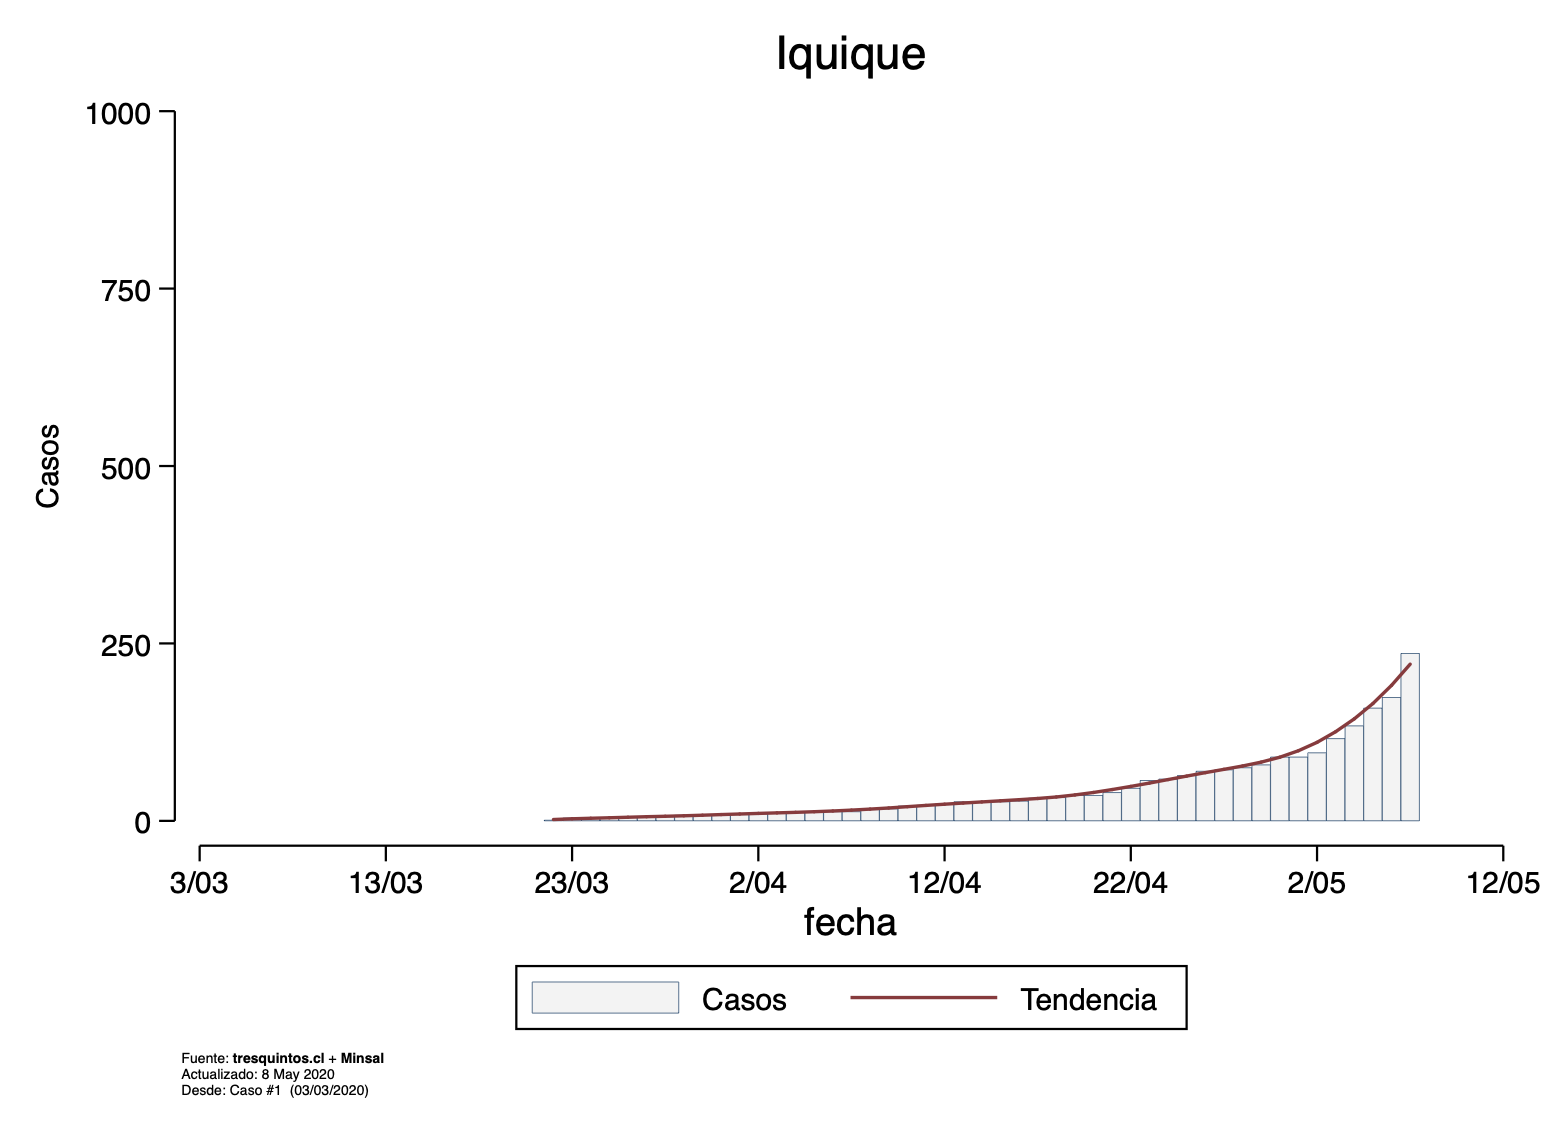 Iquique
1000
750
500
250
0
Casos
3/03 13/03 23/03 2/04 12/04 22/04 2/05 12/05
fecha
Casos Tendencia
Fuente: tresquintos.cl + Minsal
Actualizado: 8 May 2020
Desde: Caso #1 (03/03/2020)